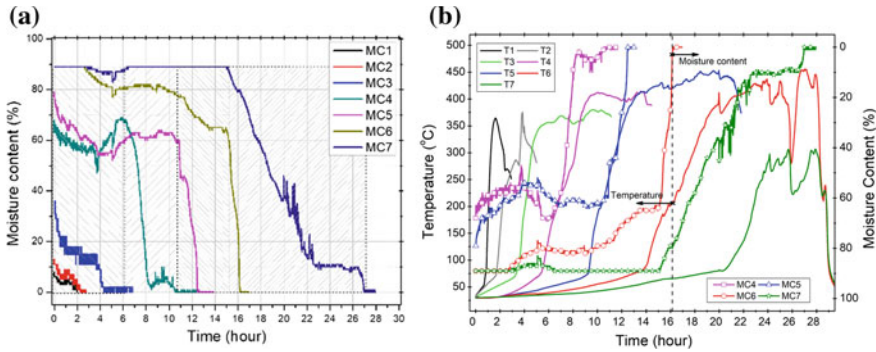 (a)
100
80
60
40
20
0
Moisture content (%)
0 2 4 6 8 10 12 14 16 18 20 22 24 26 28 30
Time (hour)
MC1
MC2
MC3
MC4
MC5
MC6
MC7
(b)
500
450
400
350
300
250
200
150
100
50
Temperature (°C)
T1 T2
T3 T4
T5 T6
T7
Moisture content
Temperature
MC4 MC5
MC6 MC7
0 2 4 6 8 10 12 14 16 18 20 22 24 26 28
Time (hour)
0
20
40
60
80
100
Moisture Content (%)